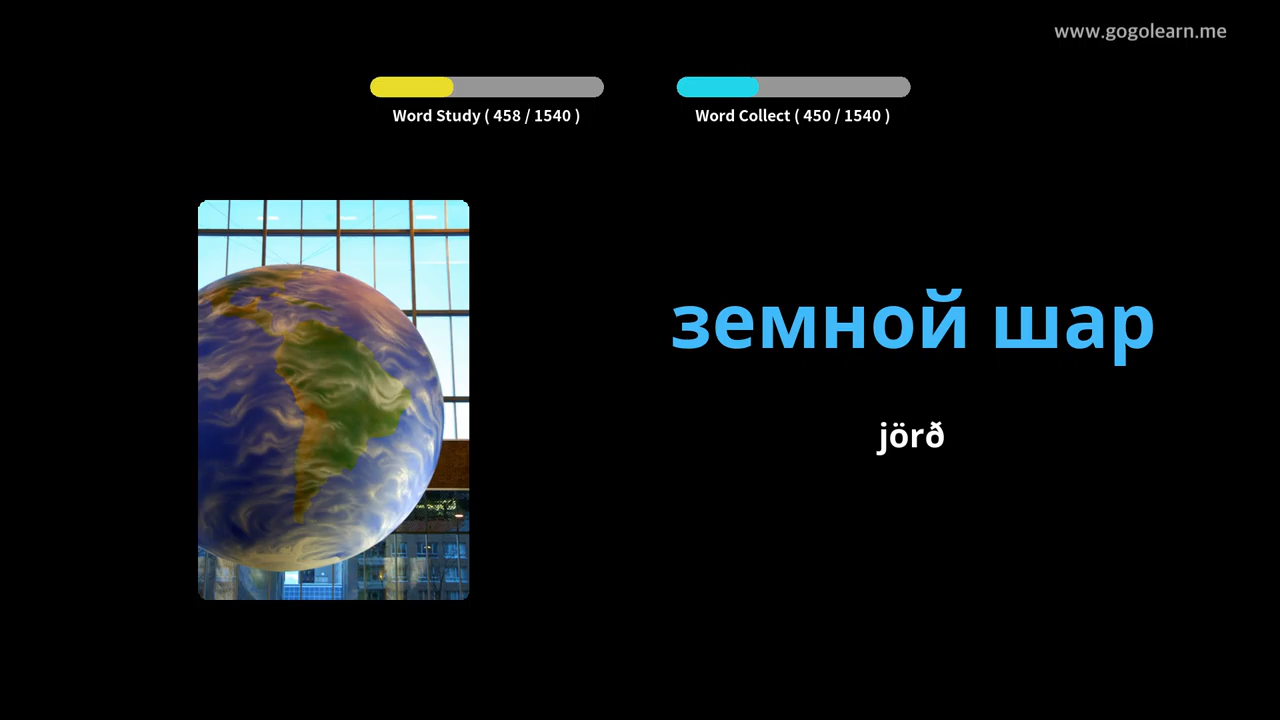 www.gogolearn.me
Word Study ( 458 / 1540 )
Word Collect ( 450 / 1540 )
земной шар
jörð